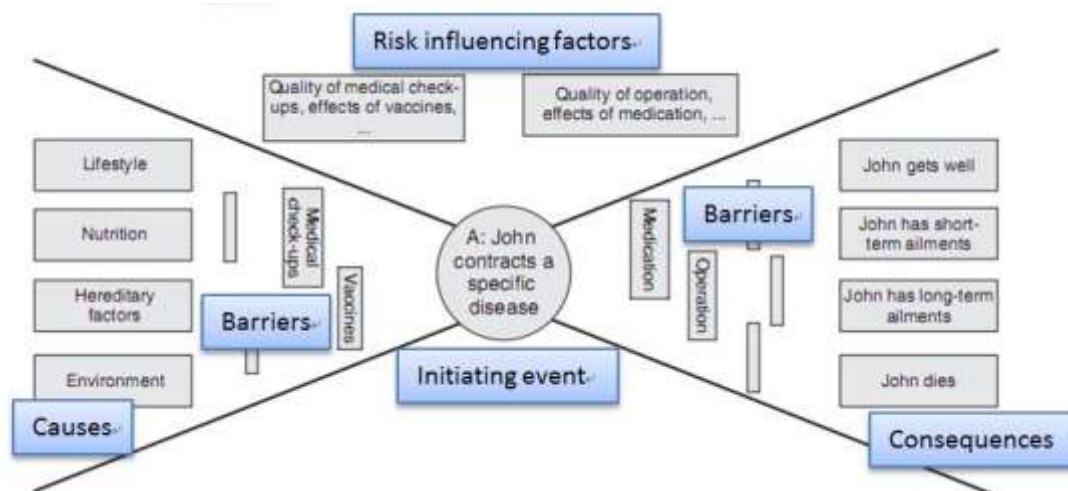 Risk influencing factors
Quality of medical check-
ups, effects of vaccines,
...
Quality of operation,
effects of medication, ...
Lifestyle
Nutrition
Hereditary
factors
Environment
Causes
Medical
check-ups
Vaccines
Barriers
A: John
contracts a
specific
disease
Initiating event
Medication
Operation
Barriers
John gets well
John has short-
term ailments
John has long-term
ailments
John dies
Consequences